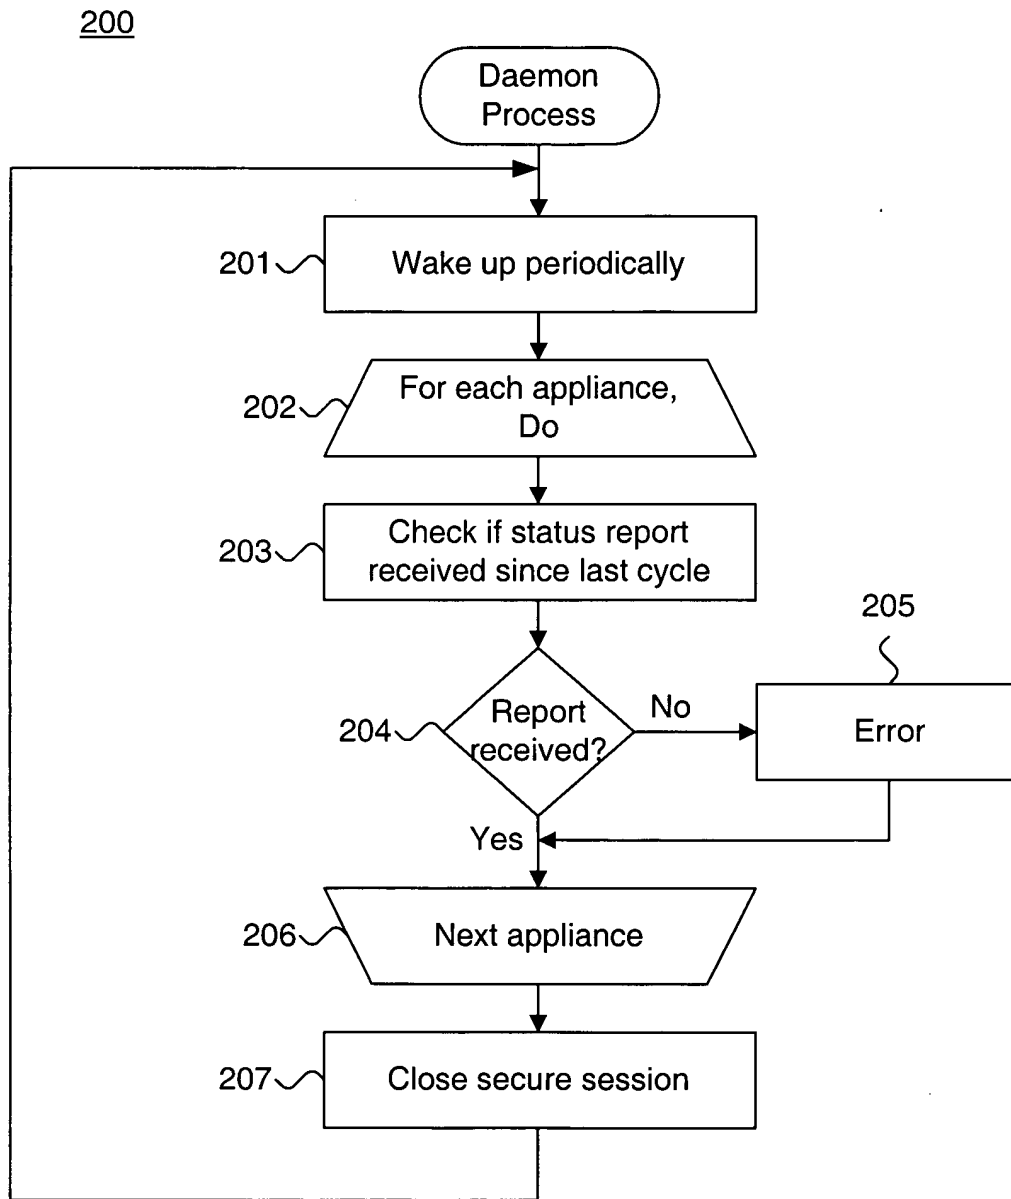 200
Daemon
Process
201
Wake up periodically
202
For each appliance,
Do
203
Check if status report
received since last cycle
205
204
Report
received?
No
Error
Yes
206
Next appliance
207
Close secure session